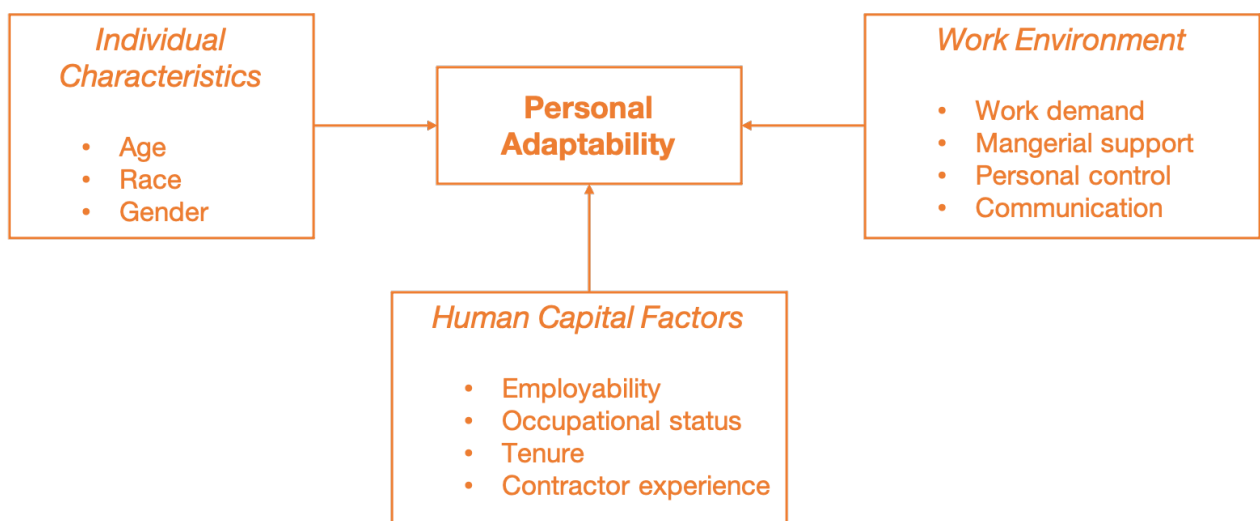 Individual
Characteristics
• Age
• Race
• Gender
Personal
Adaptability
Work Environment
• Work demand
• Mangerial support
• Personal control
• Communication
Human Capital Factors
• Employability
• Occupational status
• Tenure
• Contractor experience